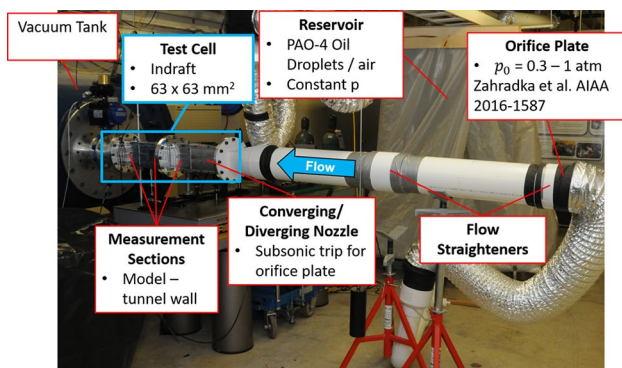 Vacuum Tank
Test Cell
• Indraft
• 63 x 63 mm²
Reservoir
• PAO-4 Oil
Droplets / air
• Constant p
Orifice Plate
• p₀ = 0.3 – 1 atm
Zahradka et al. AIAA
2016-1587
Flow
Measurement
Sections
• Model –
tunnel wall
Converging/
Diverging Nozzle
• Subsonic trip for
orifice plate
Flow
Straighteners